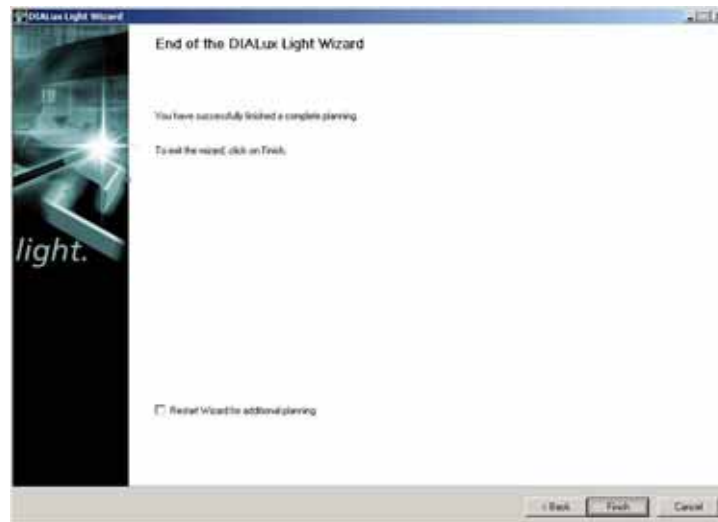 DIALux Light Wizard
End of the DIALux Light Wizard
You have successfully finished a complete planning.
To exit the wizard, click on Finish.
light.
Restart Wizard for additional planning
< Back
Finish
Cancel